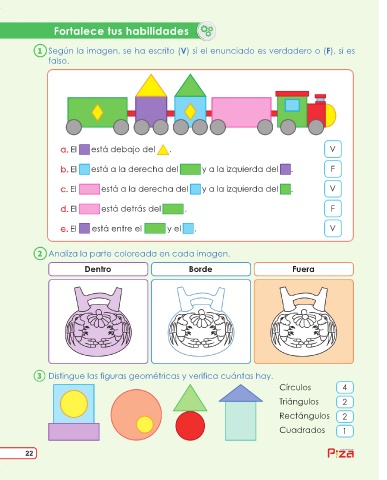 Fortalece tus habilidades
1 Según la imagen, se ha escrito (V) si el enunciado es verdadero o (F), si es
falso.
a. El está debajo del . V
b. El está a la derecha del y a la izquierda del . F
c. El está a la derecha del y a la izquierda del . V
d. El está detrás del . F
e. El está entre el y el . V
2 Analiza la parte coloreada en cada imagen.
Dentro Borde Fuera
3 Distingue las figuras geométricas y verifica cuántas hay.
Círculos 4
Triángulos 2
Rectángulos 2
Cuadrados 1
22